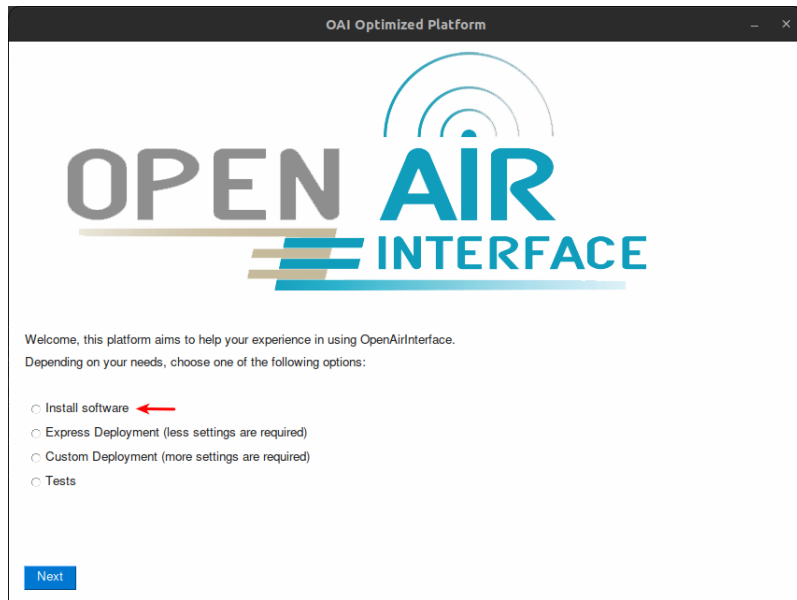 OAI Optimized Platform
OPEN AIR
INTERFACE
Welcome, this platform aims to help your experience in using OpenAirInterface.
Depending on your needs, choose one of the following options:
Install software
Express Deployment (less settings are required)
Custom Deployment (more settings are required)
Tests
Next